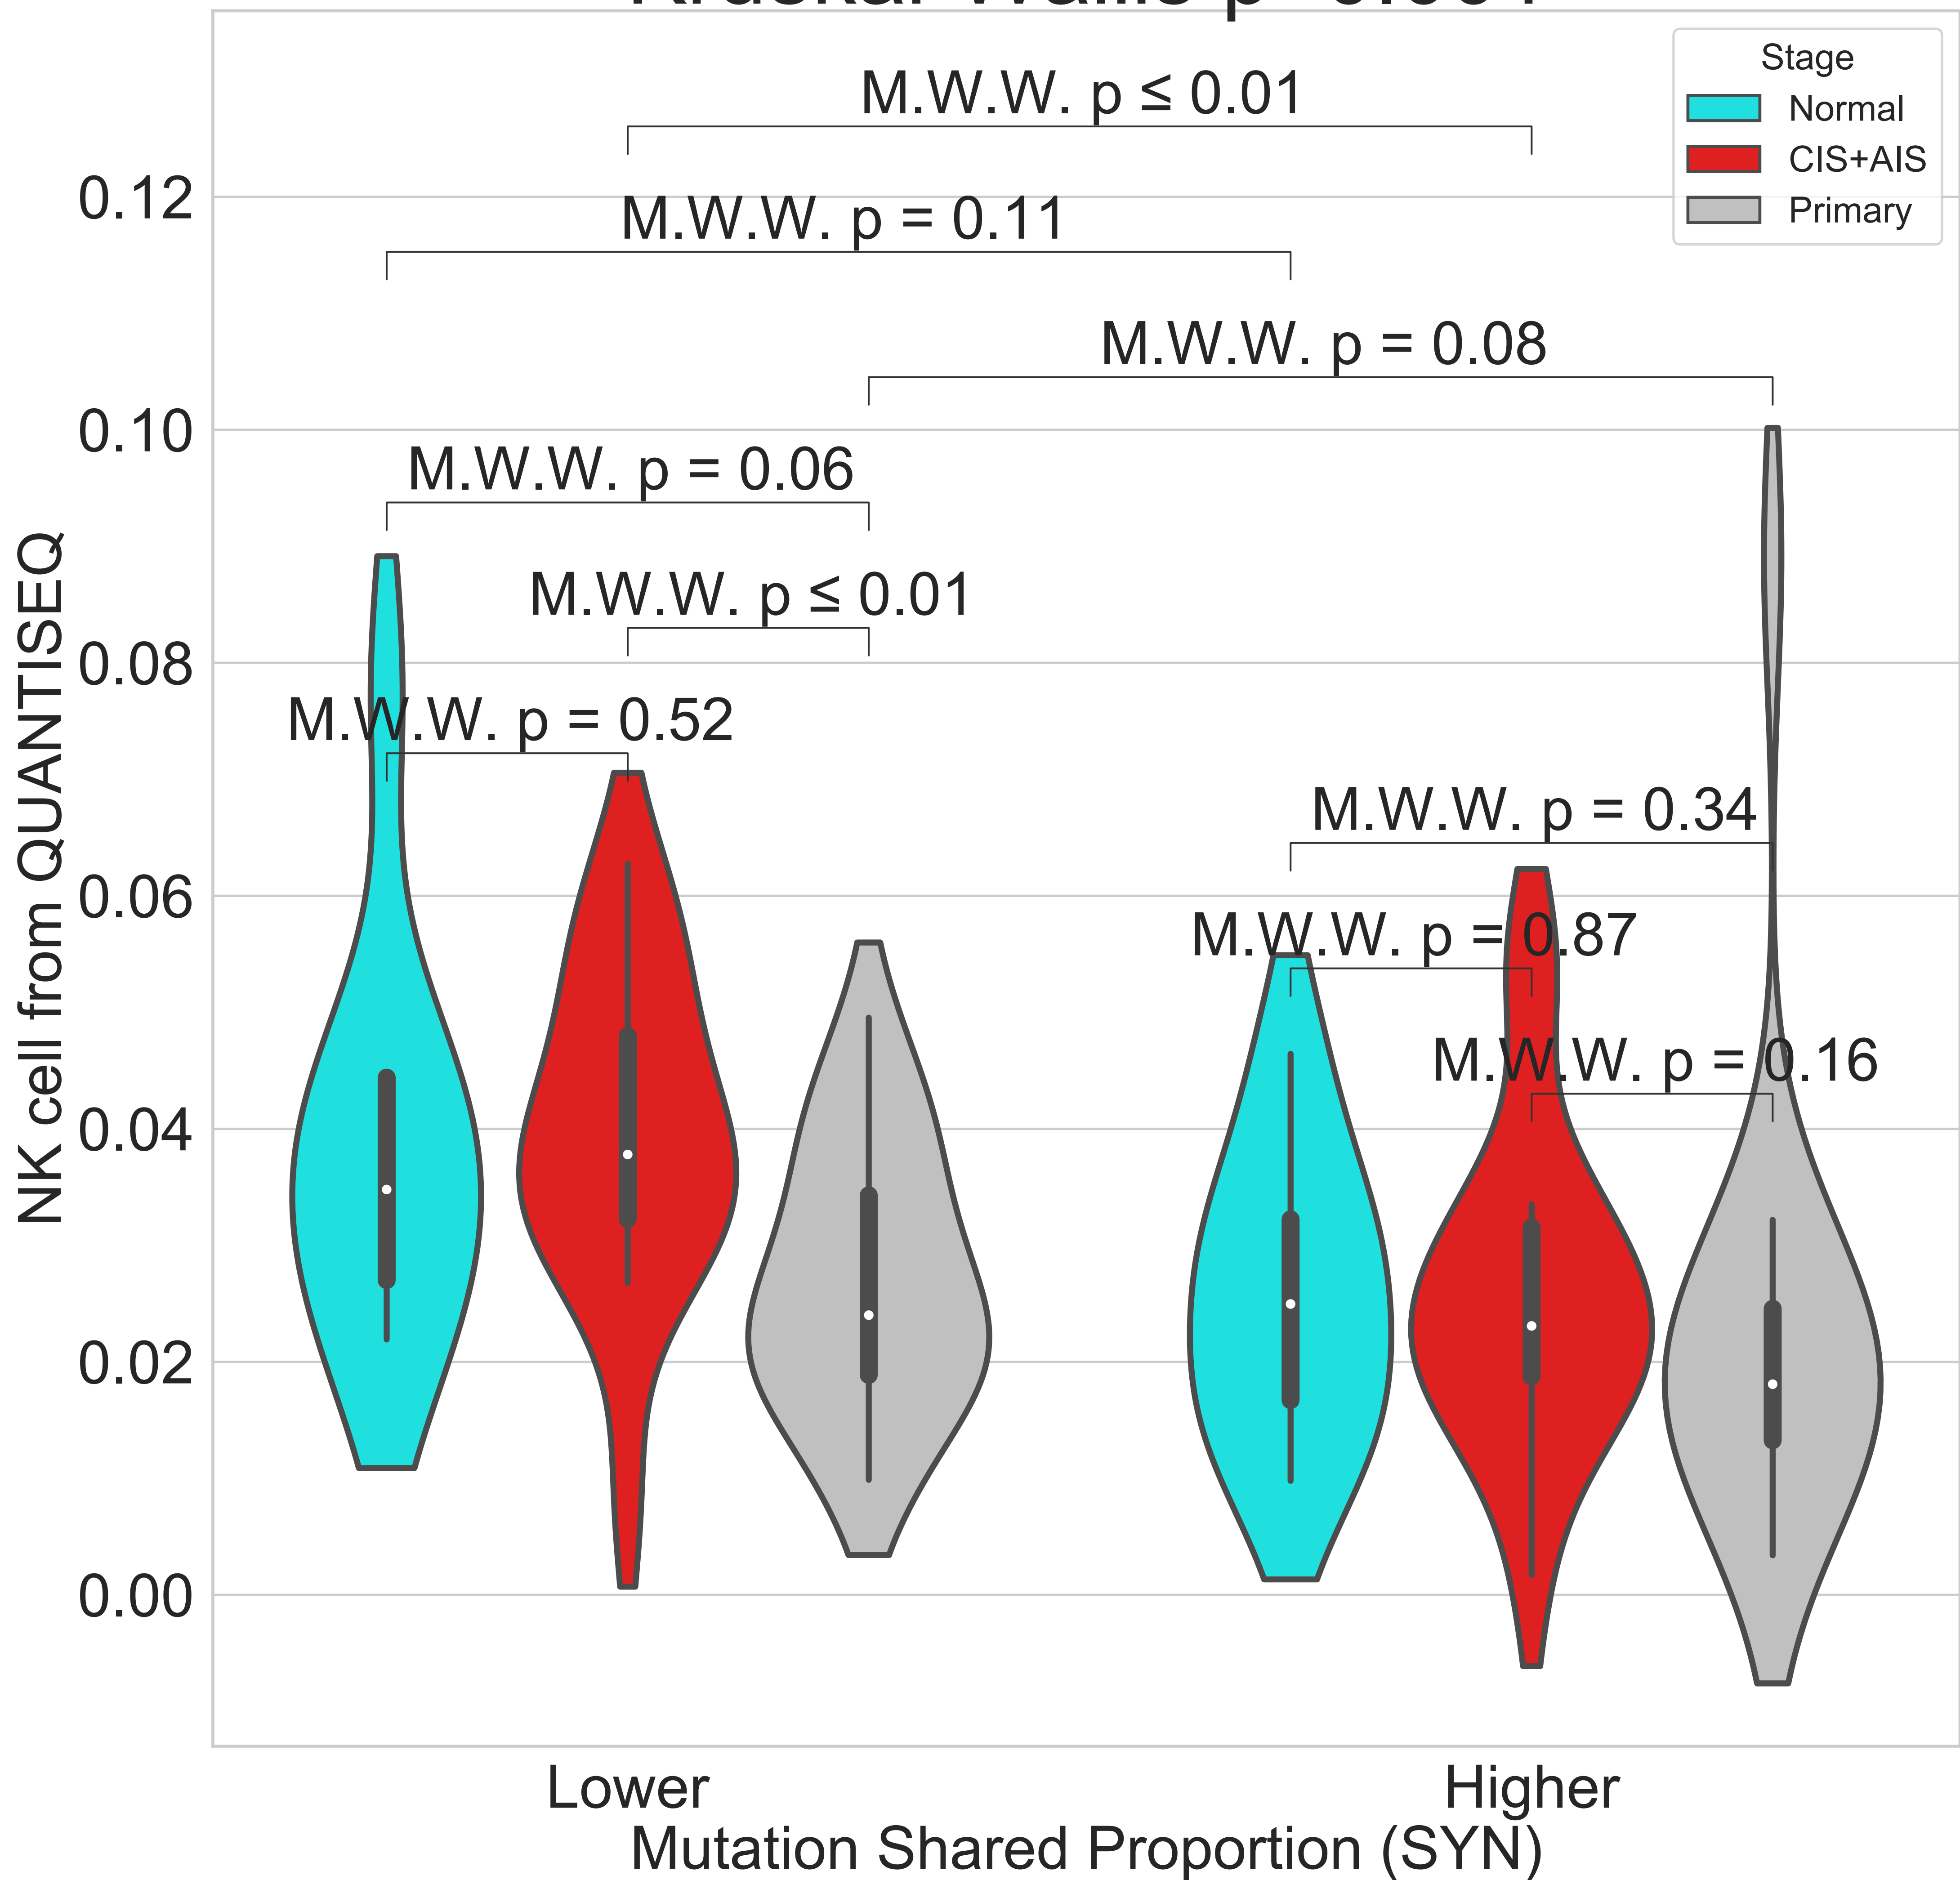 Stage
Normal
CIS+AIS
Primary
M.W.W. p ≤ 0.01
M.W.W. p = 0.11
M.W.W. p = 0.08
M.W.W. p = 0.06
M.W.W. p ≤ 0.01
M.W.W. p = 0.52
M.W.W. p = 0.34
M.W.W. p = 0.87
M.W.W. p = 0.16
NK cell from QUANTISEQ
0.12
0.10
0.08
0.06
0.04
0.02
0.00
Lower
Higher
Mutation Shared Proportion (SYN)